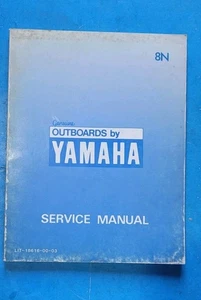 8N
Genuine
OUTBOARDS by
YAMAHA
SERVICE MANUAL